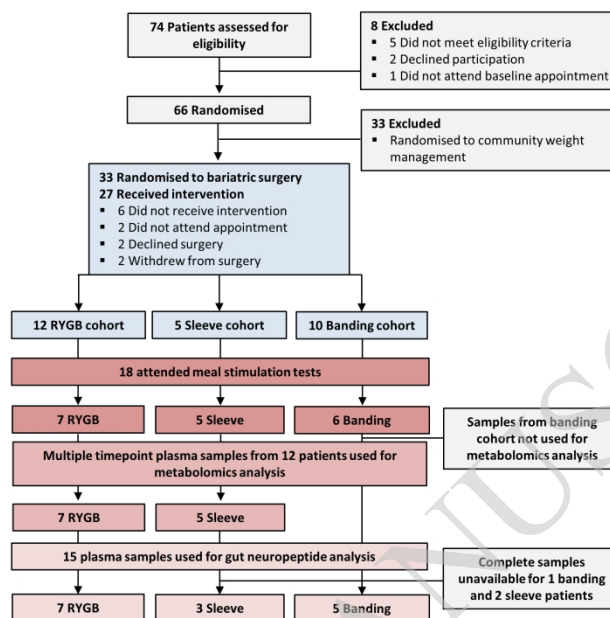 74 Patients assessed for
eligibility
8 Excluded
▪ 5 Did not meet eligibility criteria
▪ 2 Declined participation
▪ 1 Did not attend baseline appointment
66 Randomised
33 Excluded
▪ Randomised to community weight
management
33 Randomised to bariatric surgery
27 Received intervention
▪ 6 Did not receive intervention
▪ 2 Did not attend appointment
▪ 2 Declined surgery
▪ 2 Withdrew from surgery
12 RYGB cohort
5 Sleeve cohort
10 Banding cohort
18 attended meal stimulation tests
7 RYGB
5 Sleeve
6 Banding
Samples from banding
cohort not used for
metabolomics analysis
Multiple timepoint plasma samples from 12 patients used for
metabolomics analysis
7 RYGB
5 Sleeve
15 plasma samples used for gut neuropeptide analysis
Complete samples
unavailable for 1 banding
and 2 sleeve patients
7 RYGB
3 Sleeve
5 Banding
ANUS